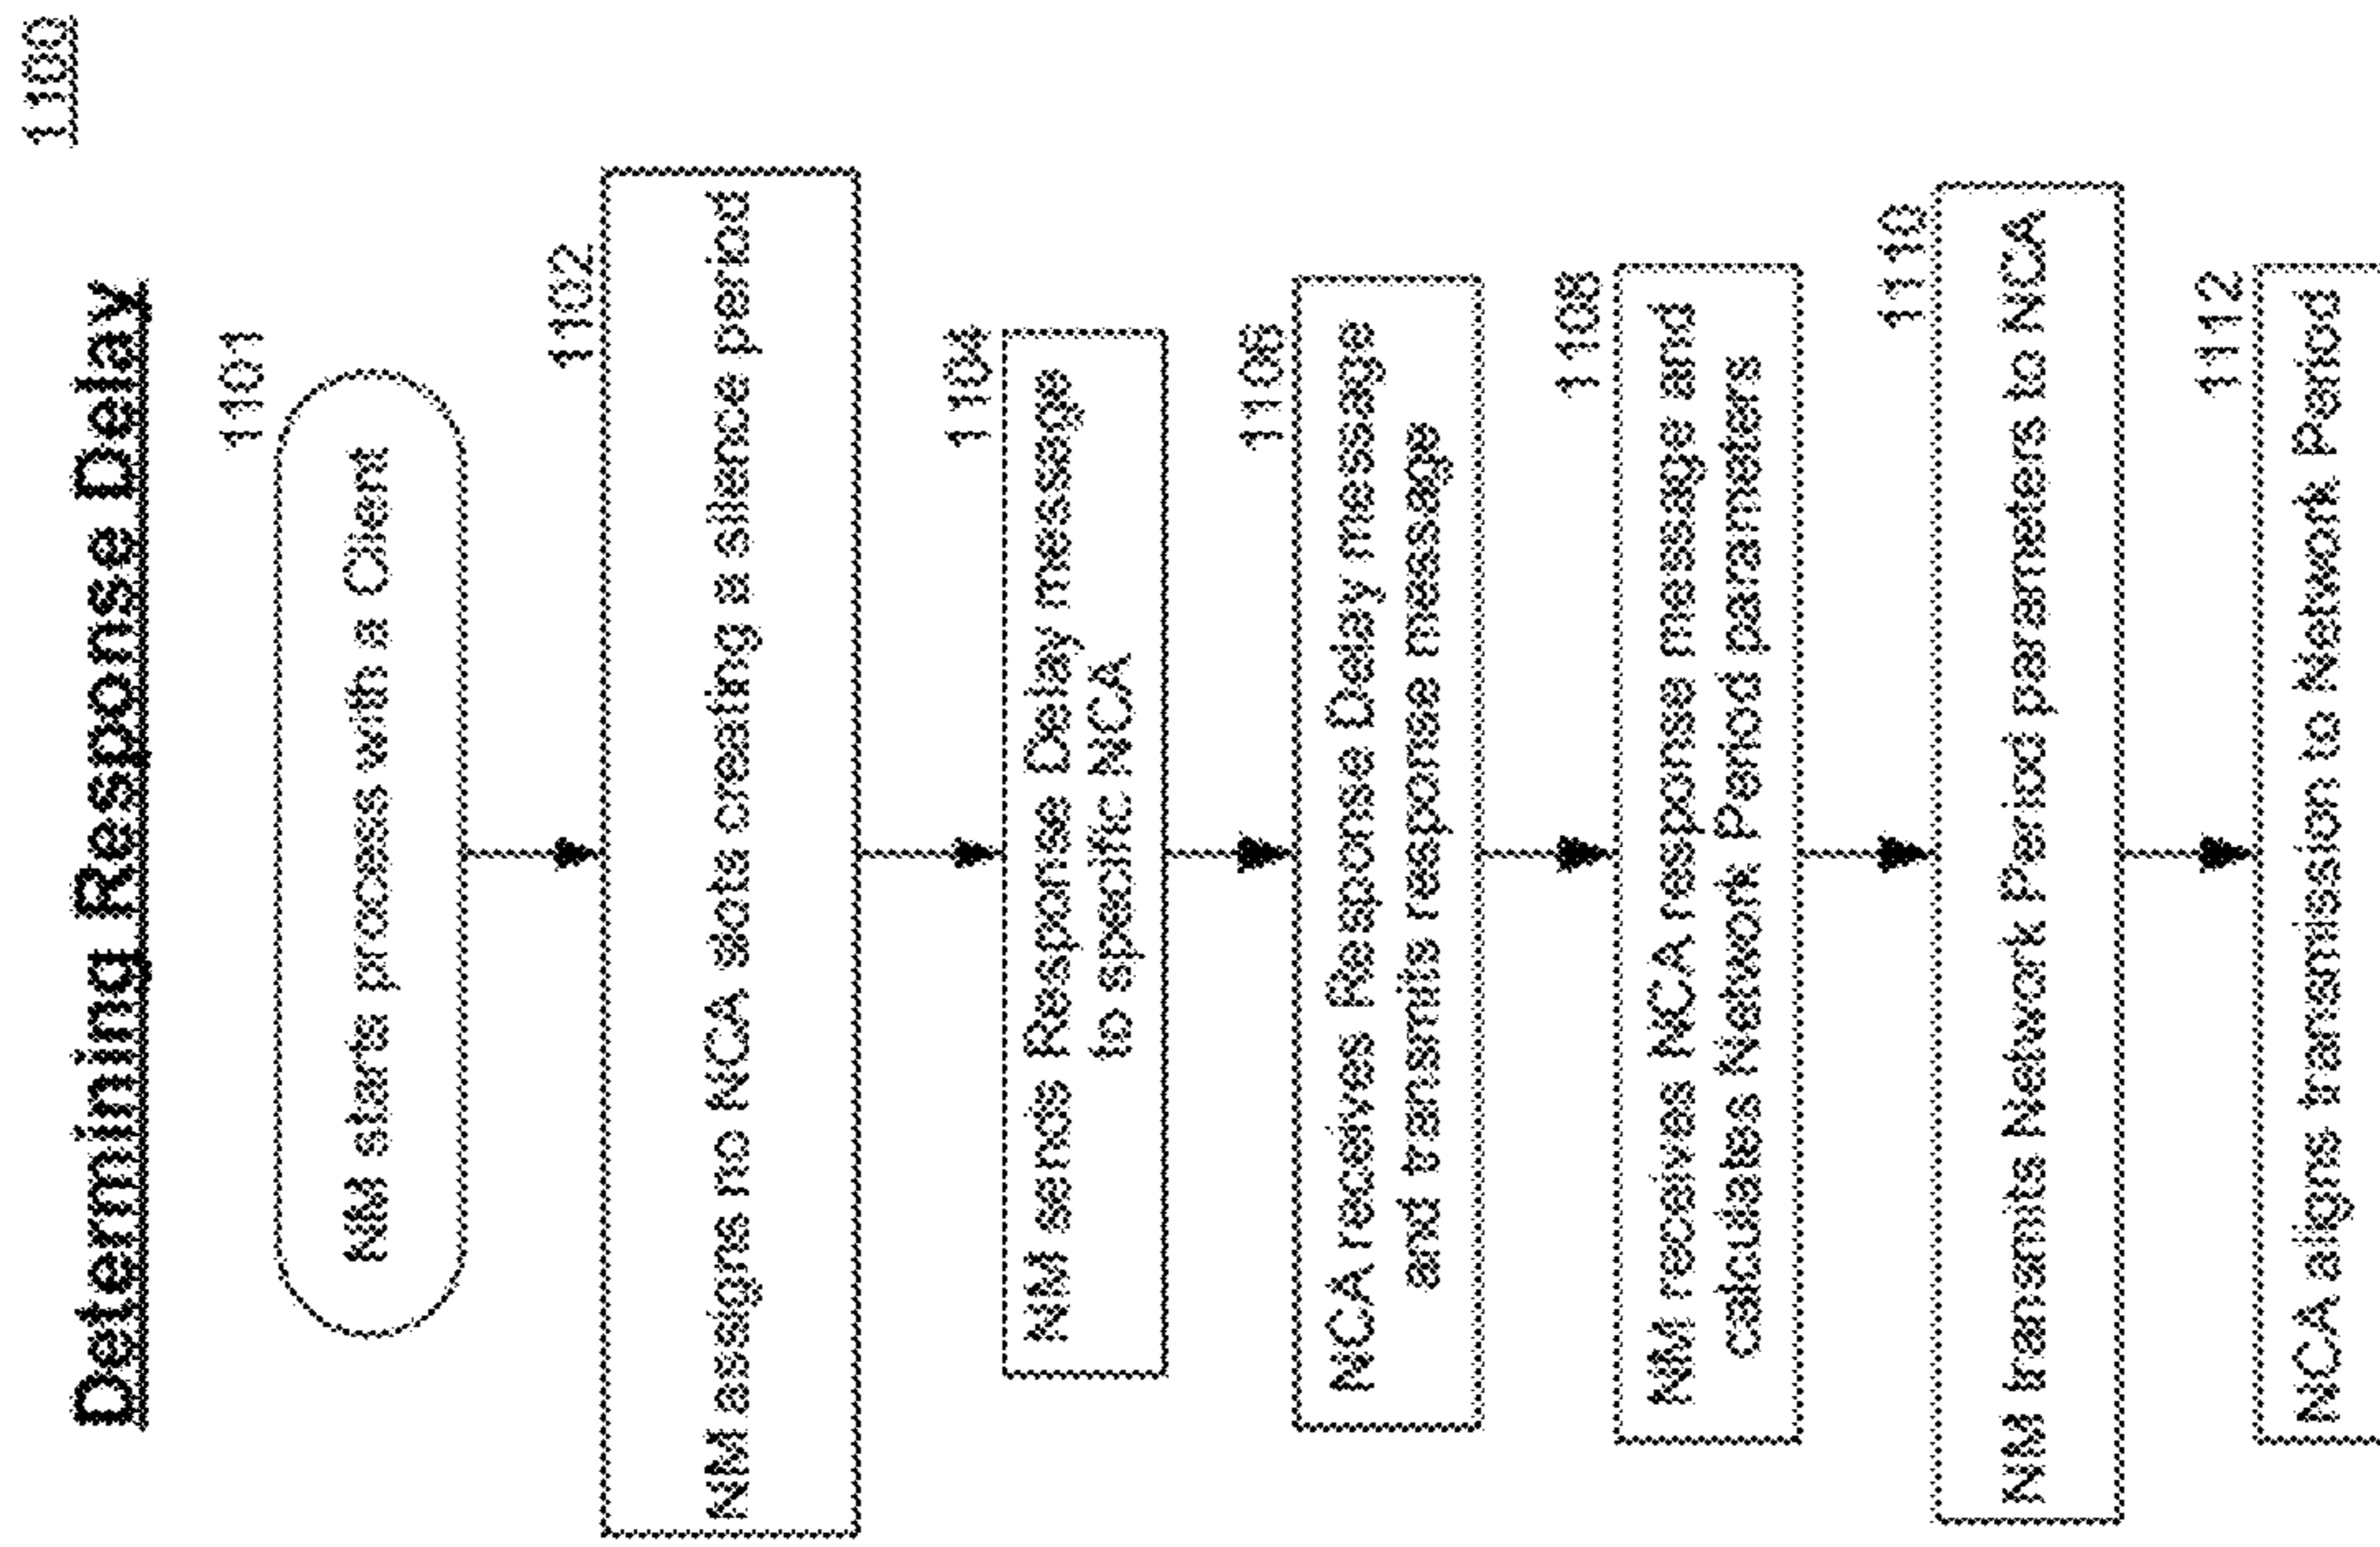 1100
Determining Response Delay
1101
NM starts process with a Client
1102
NM assigns no NCA slots creating a silence period
1104
NM sends Response Delay message
to specific NCA
1106
NCA receives Response Delay message
and transmits response message
1108
NM receives NCA response message and
calculates Network Period parameters
1110
NM transmits Network Period parameters to NCA
1112
NCA aligns transmission to Network Period